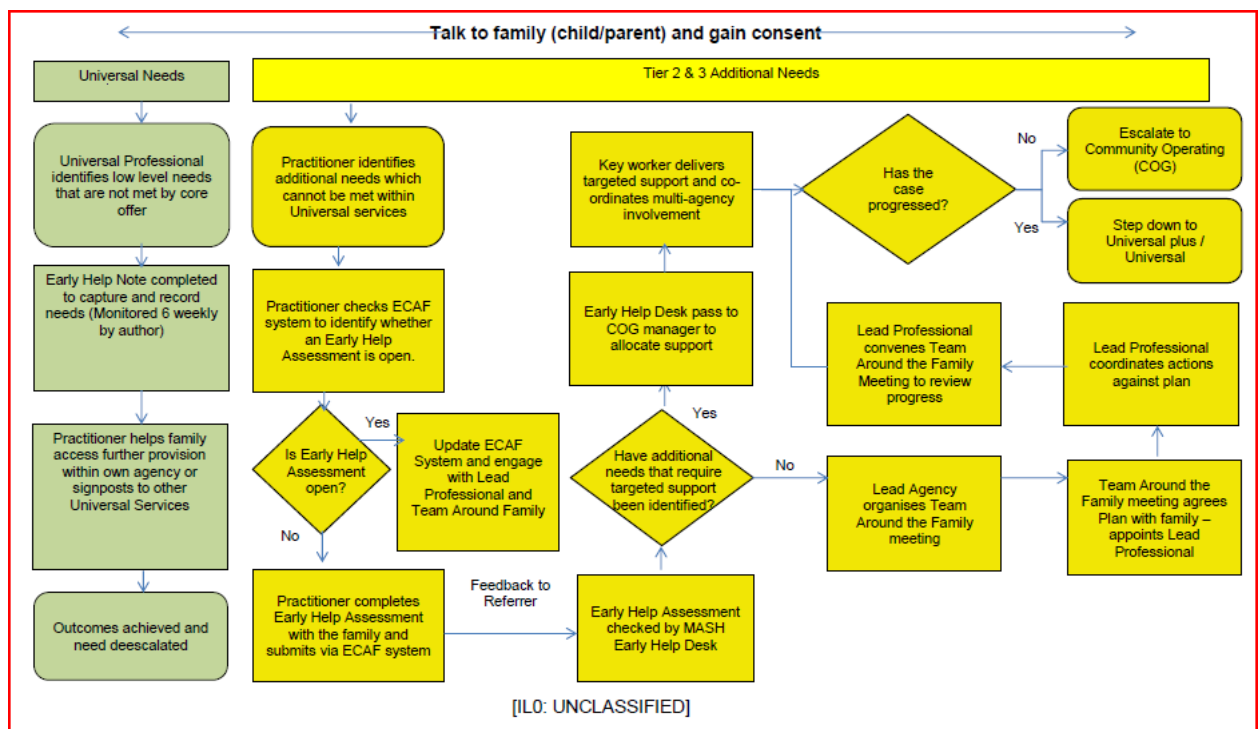 Talk to family (child/parent) and gain consent
Universal Needs
Tier 2 & 3 Additional Needs
Universal Professional
identifies low level needs
that are not met by core
offer
Early Help Note completed
to capture and record
needs (Monitored 6 weekly
by author)
Practitioner helps family
access further provision
within own agency or
signposts to other
Universal Services
Outcomes achieved and
need deescalated
Practitioner identifies
additional needs which
cannot be met within
Universal services
Practitioner checks ECAF
system to identify whether
an Early Help
Assessment is open.
Is Early Help
Assessment
open?
Yes
Update ECAF
System and engage
with Lead
Professional and
Team Around Family
No
Practitioner completes
Early Help Assessment
with the family and
submits via ECAF system
Feedback to
Referrer
Early Help Assessment
checked by MASH
Early Help Desk
Have additional
needs that require
targeted support
been identified?
Yes
Early Help Desk pass to
COG manager to
allocate support
Key worker delivers
targeted support and co-
ordinates multi-agency
involvement
No
Lead Agency
organises Team
Around the Family
meeting
Team Around the
Family meeting agrees
Plan with family –
appoints Lead
Professional
Lead Professional
coordinates actions
against plan
Lead Professional
convenes Team
Around the Family
Meeting to review
progress
Has the
case
progressed?
No
Escalate to
Community Operating
(COG)
Yes
Step down to
Universal plus /
Universal
[IL0: UNCLASSIFIED]